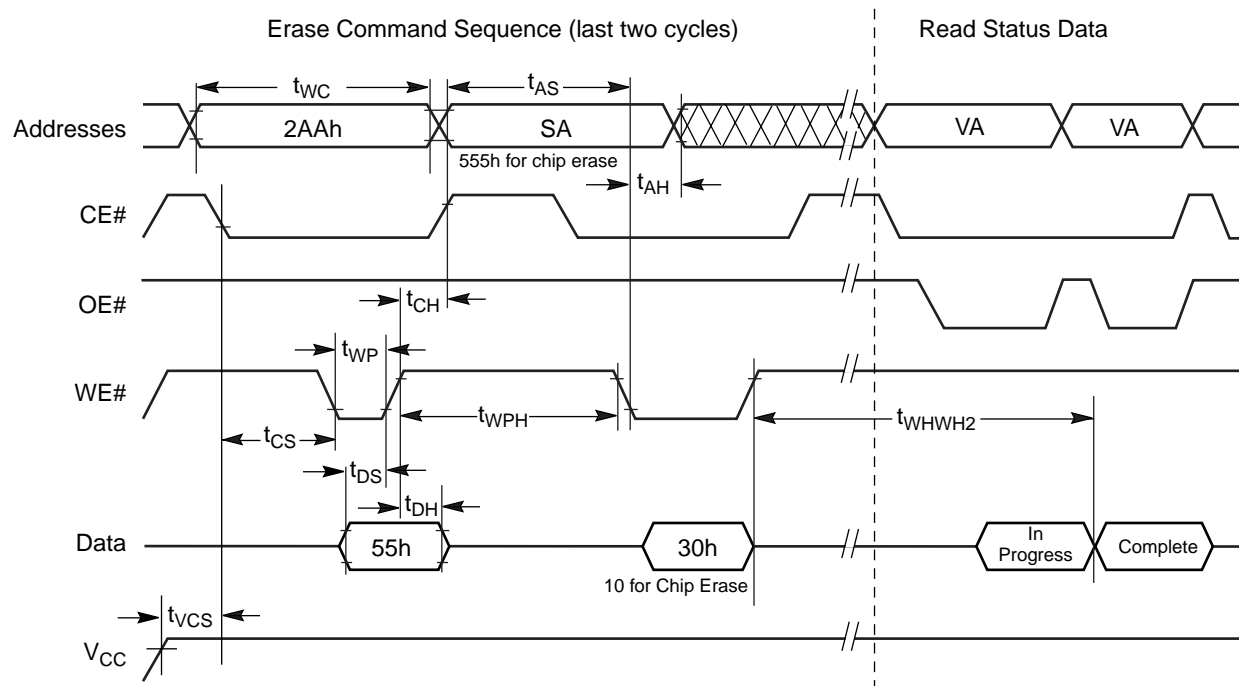 Erase Command Sequence (last two cycles)
Read Status Data
tWC
tAS
Addresses
2AAh
SA
VA
VA
555h for chip erase
tAH
CE#
OE#
tCH
tWP
WE#
tWPH
tWHWH2
tCS
tDS
tDH
Data
55h
30h
In
Progress
Complete
10 for Chip Erase
tVCS
VCC